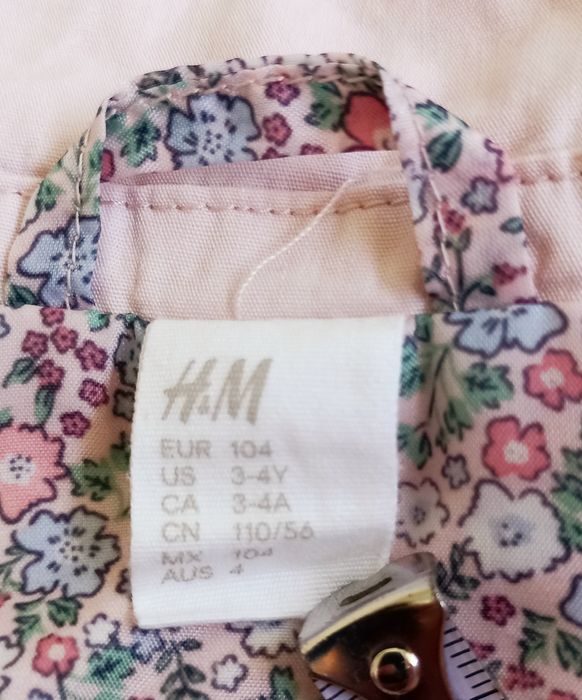 H&M
EUR 104
US 3-4Y
CA 3-4A
CN 110/56
MX 104
AUS 4